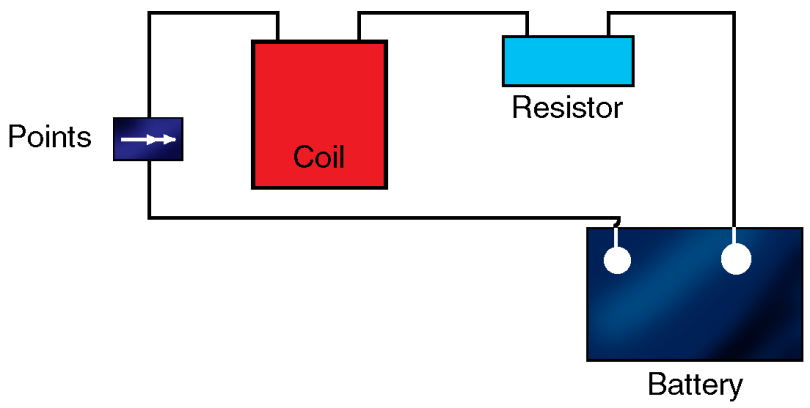 Resistor
Points
Coil
Battery